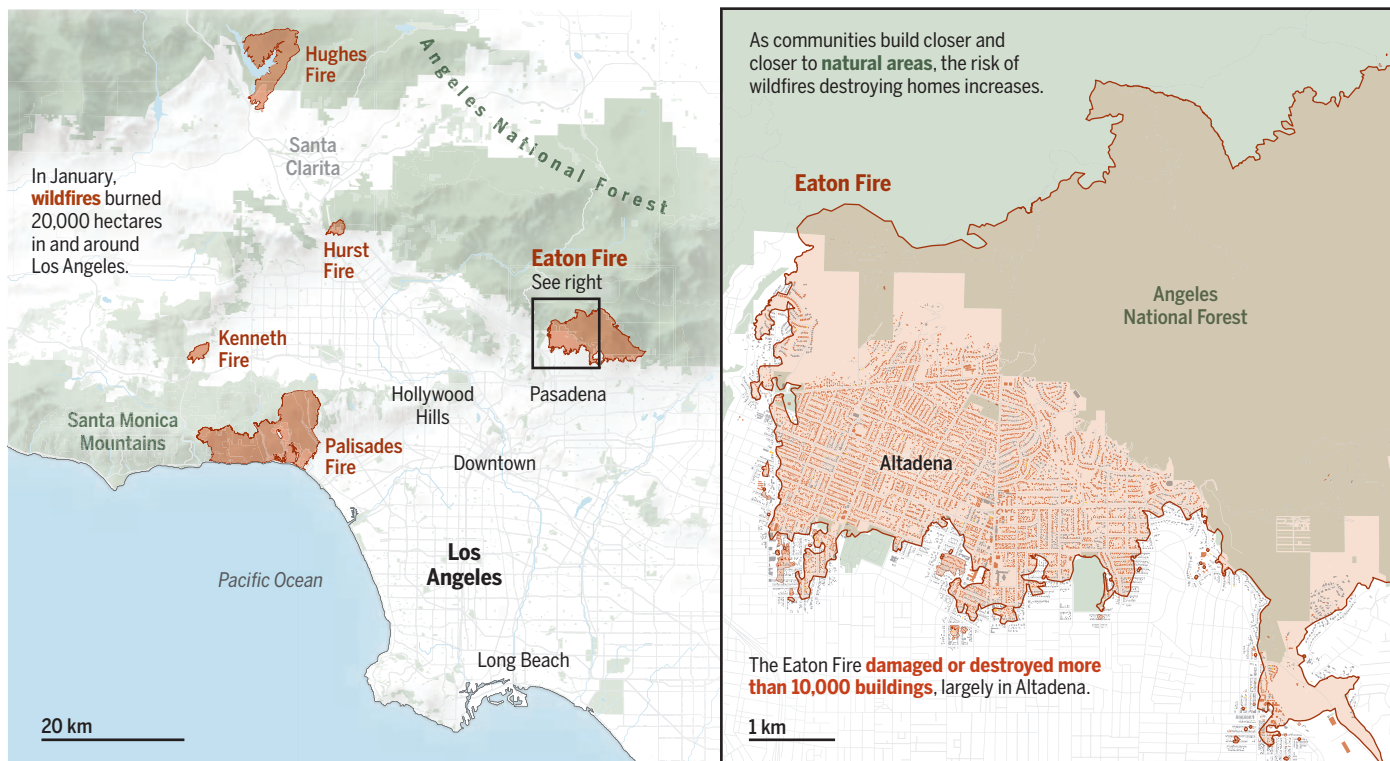 Hughes
Fire
Angeles National Forest
Santa
Clarita
In January,
wildfires burned
20,000 hectares
in and around
Los Angeles.
Hurst
Fire
Eaton Fire
See right
Kenneth
Fire
Hollywood
Hills
Pasadena
Santa Monica
Mountains
Palisades
Fire
Downtown
Los
Angeles
Pacific Ocean
Long Beach
20 km
As communities build closer and
closer to natural areas, the risk of
wildfires destroying homes increases.
Eaton Fire
Angeles
National Forest
Altadena
The Eaton Fire damaged or destroyed more
than 10,000 buildings, largely in Altadena.
1 km